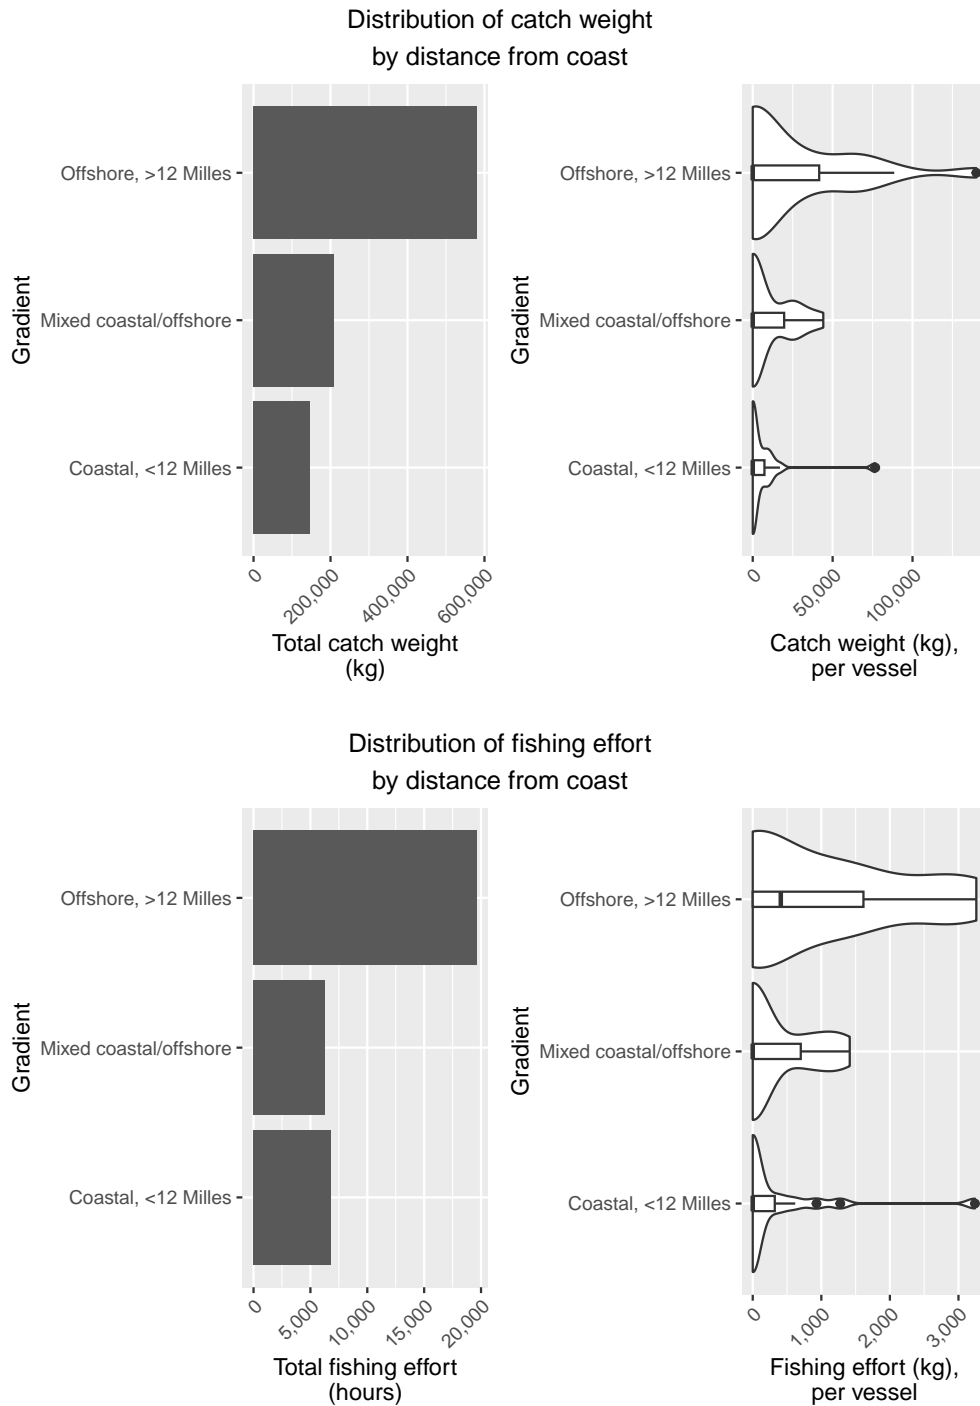 Distribution of catch weight
by distance from coast
Gradient
Offshore, >12 Milles
Mixed coastal/offshore
Coastal, <12 Milles
0
200,000
400,000
600,000
Total catch weight
(kg)
Gradient
Offshore, >12 Milles
Mixed coastal/offshore
Coastal, <12 Milles
0
50,000
100,000
Catch weight (kg),
per vessel
Distribution of fishing effort
by distance from coast
Gradient
Offshore, >12 Milles
Mixed coastal/offshore
Coastal, <12 Milles
0
5,000
10,000
15,000
20,000
Total fishing effort
(hours)
Gradient
Offshore, >12 Milles
Mixed coastal/offshore
Coastal, <12 Milles
0
1,000
2,000
3,000
Fishing effort (kg),
per vessel